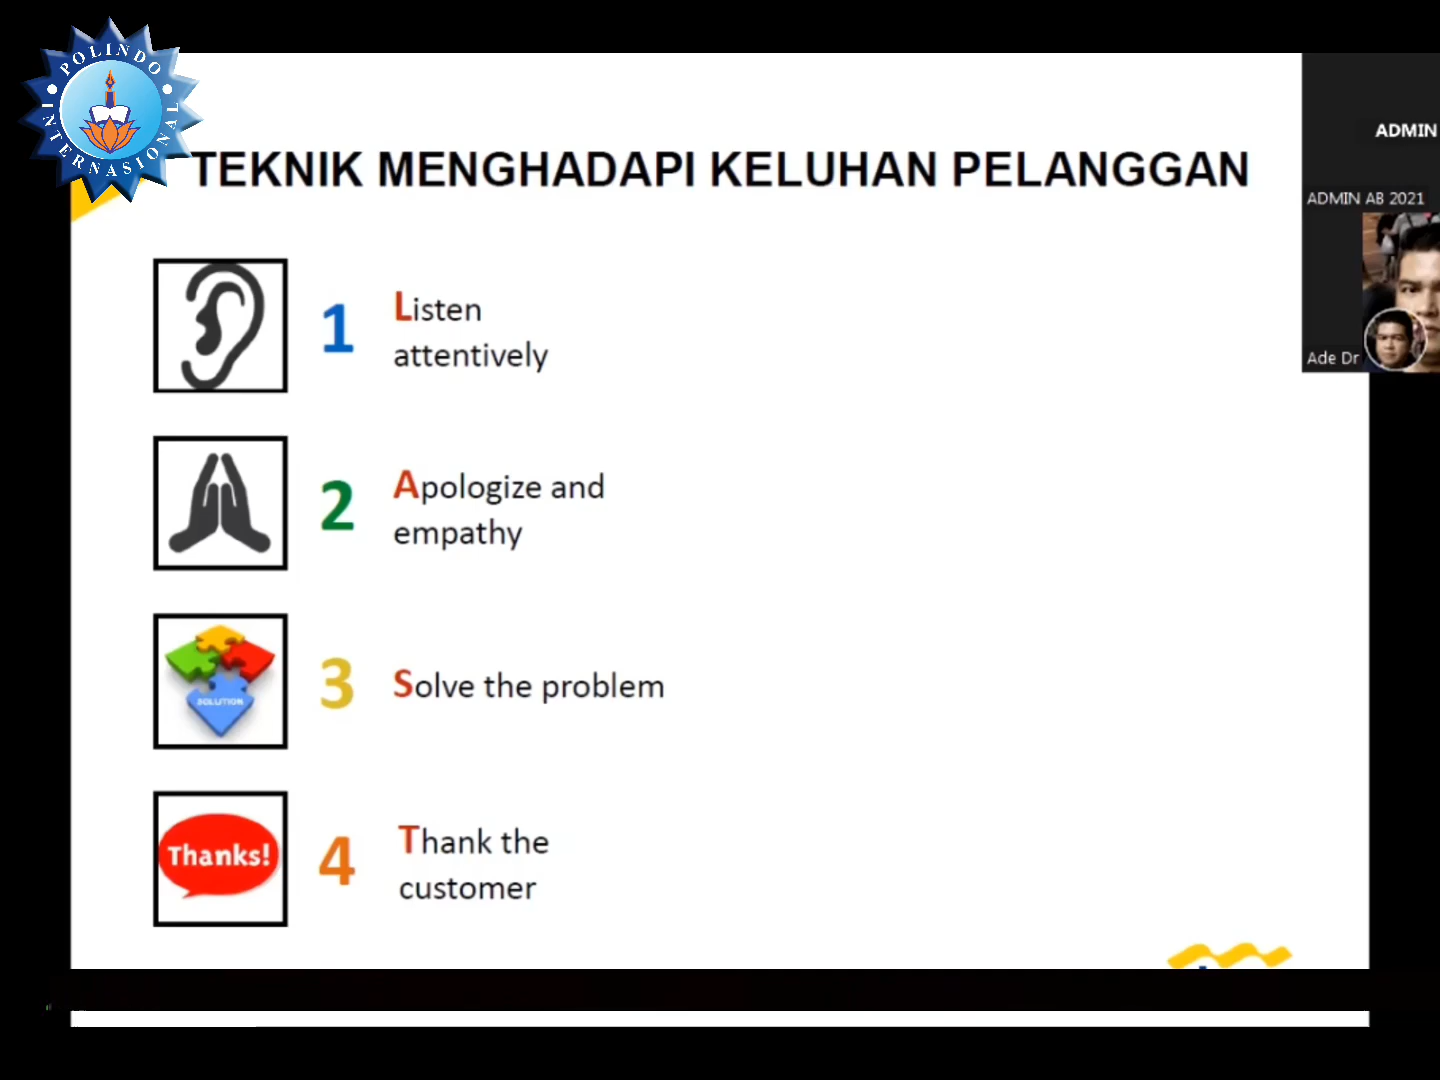 POLINDO
INTERNASIONAL
TEKNIK MENGHADAPI KELUHAN PELANGGAN
ADMIN
ADMIN AB 2021
Ade Dr
1
Listen
attentively
2
Apologize and
empathy
SOLUTION
3
Solve the problem
Thanks!
4
Thank the
customer